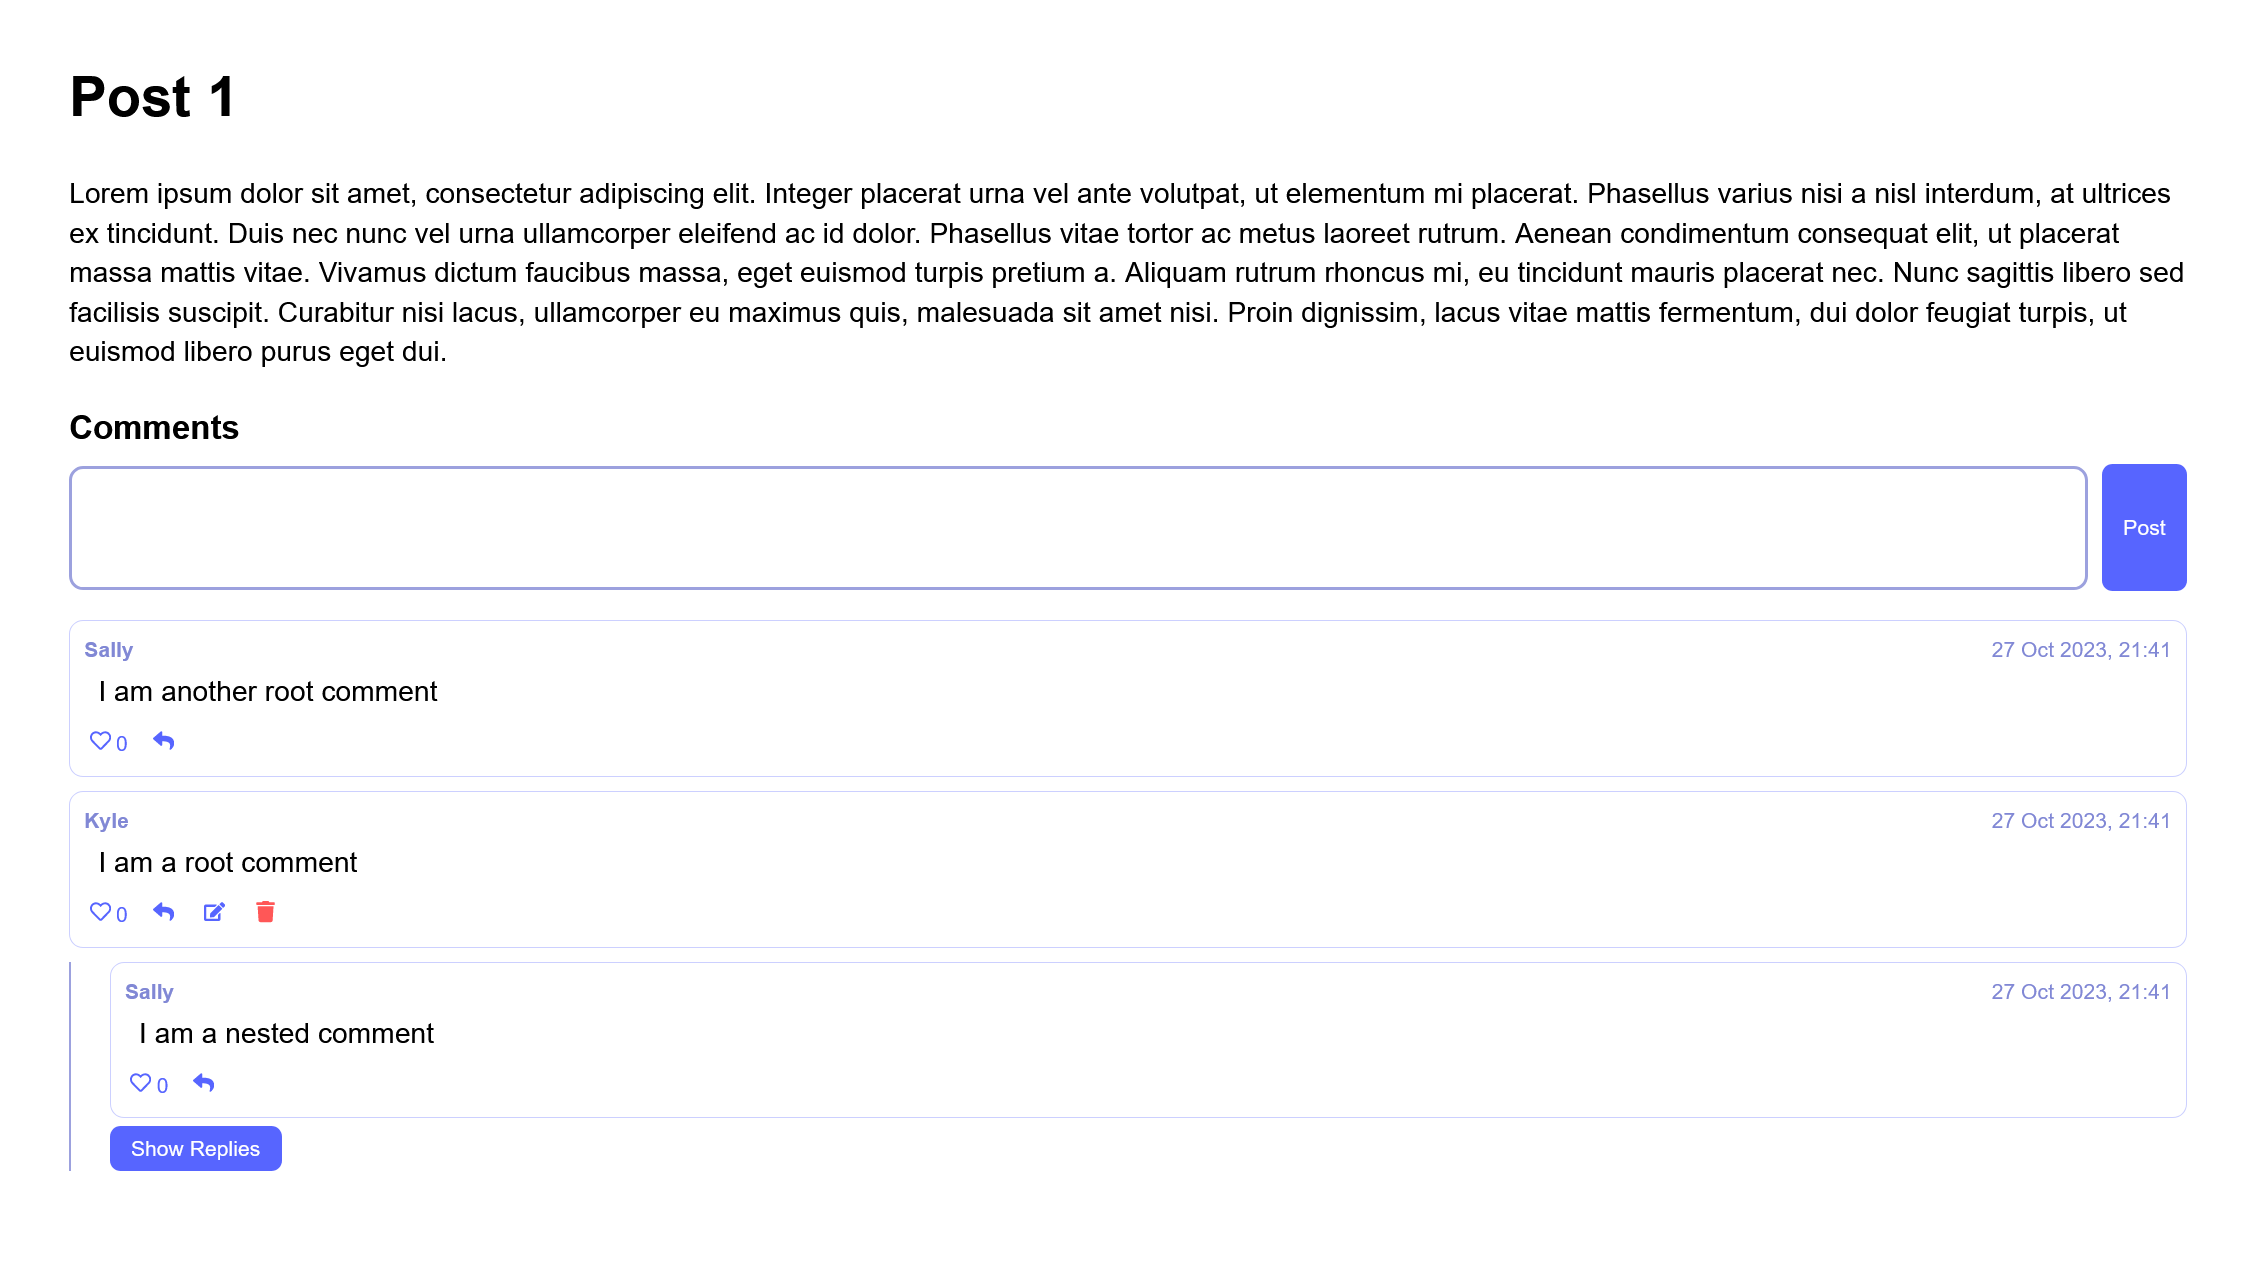 Post 1
Lorem ipsum dolor sit amet, consectetur adipiscing elit. Integer placerat urna vel ante volutpat, ut elementum mi placerat. Phasellus varius nisi a nisl interdum, at ultrices
ex tincidunt. Duis nec nunc vel urna ullamcorper eleifend ac id dolor. Phasellus vitae tortor ac metus laoreet rutrum. Aenean condimentum consequat elit, ut placerat
massa mattis vitae. Vivamus dictum faucibus massa, eget euismod turpis pretium a. Aliquam rutrum rhoncus mi, eu tincidunt mauris placerat nec. Nunc sagittis libero sed
facilisis suscipit. Curabitur nisi lacus, ullamcorper eu maximus quis, malesuada sit amet nisi. Proin dignissim, lacus vitae mattis fermentum, dui dolor feugiat turpis, ut
euismod libero purus eget dui.
Comments
Post
Sally 27 Oct 2023, 21:41
I am another root comment
0
Kyle 27 Oct 2023, 21:41
I am a root comment
0
Sally 27 Oct 2023, 21:41
I am a nested comment
0
Show Replies